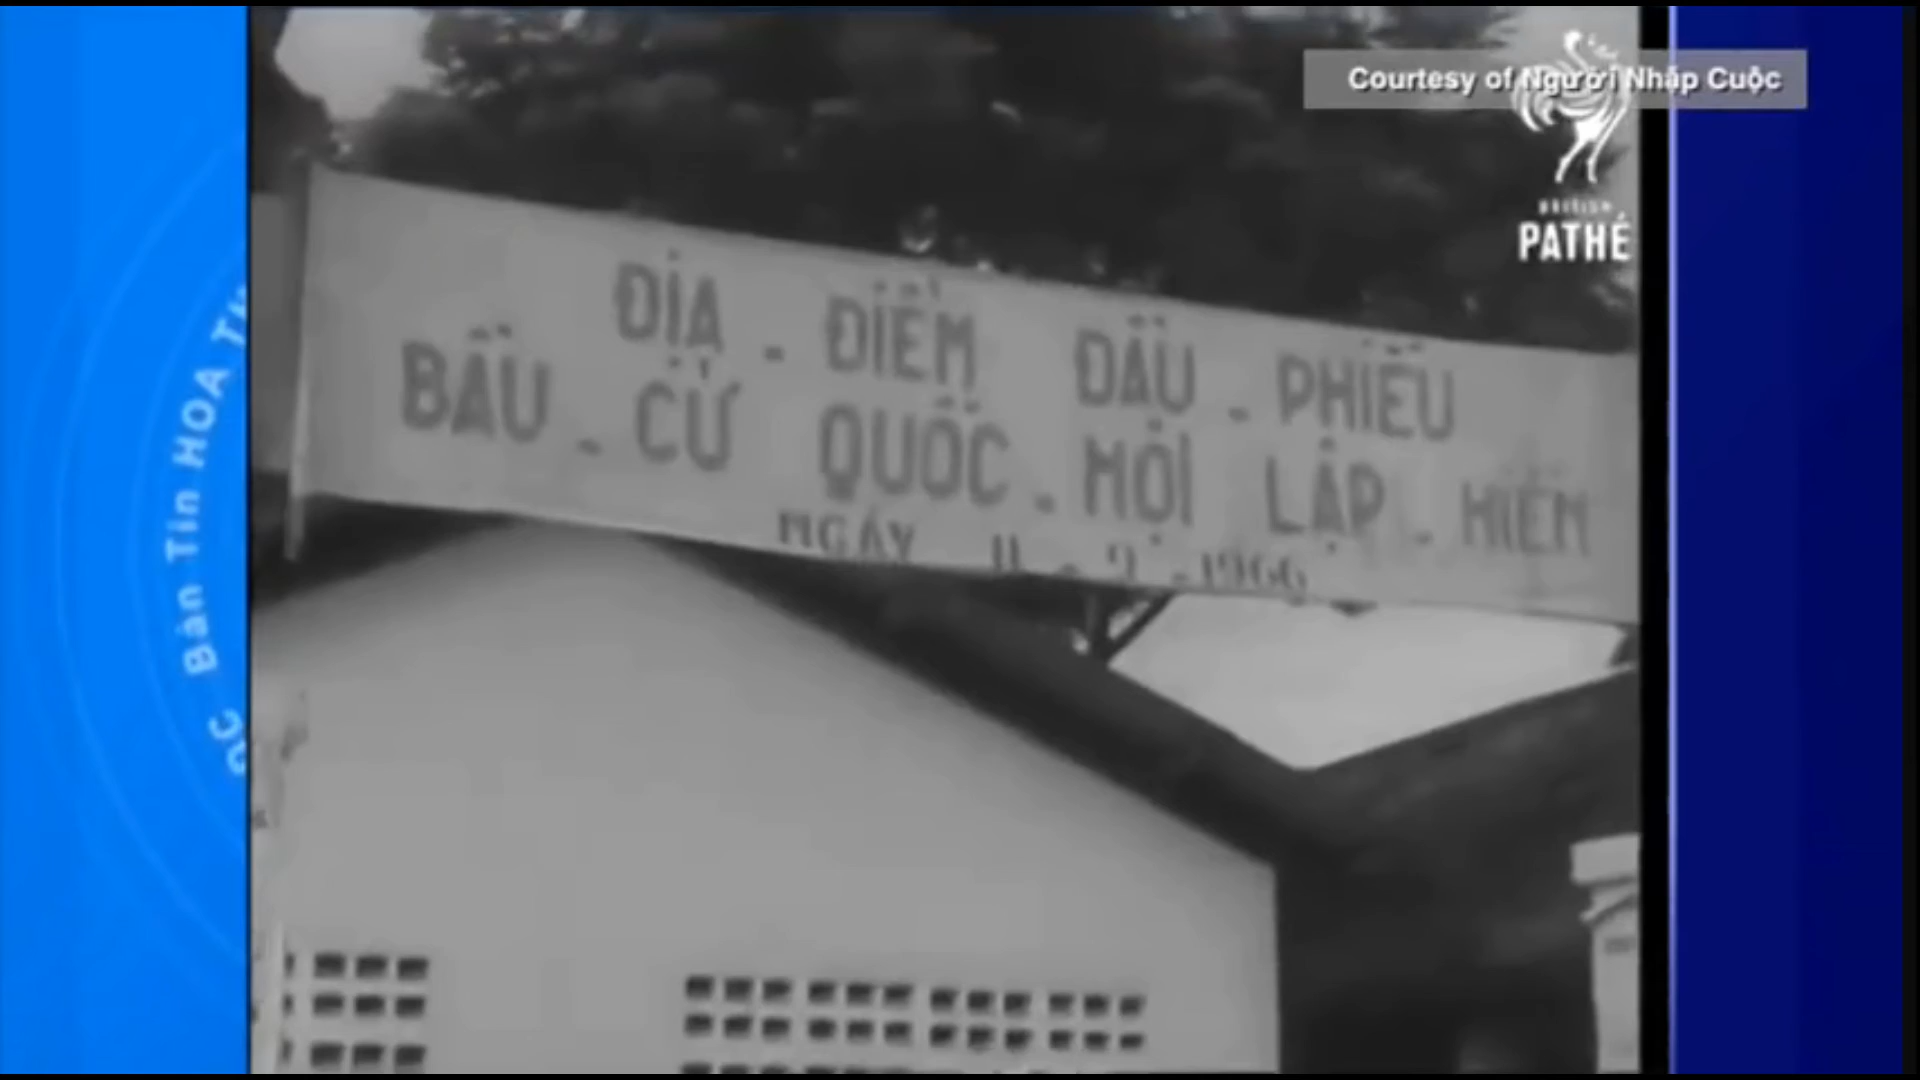 Courtesy of Người Nhập Cuộc
BRITISH
PATHÉ
ĐỊA - ĐIỂM ĐẦU - PHIẾU
BẦU - CỬ QUỐC - HỘI LẬP - HIẾN
NGÀY 11 - 9 - 1966
Bản Tin HOA